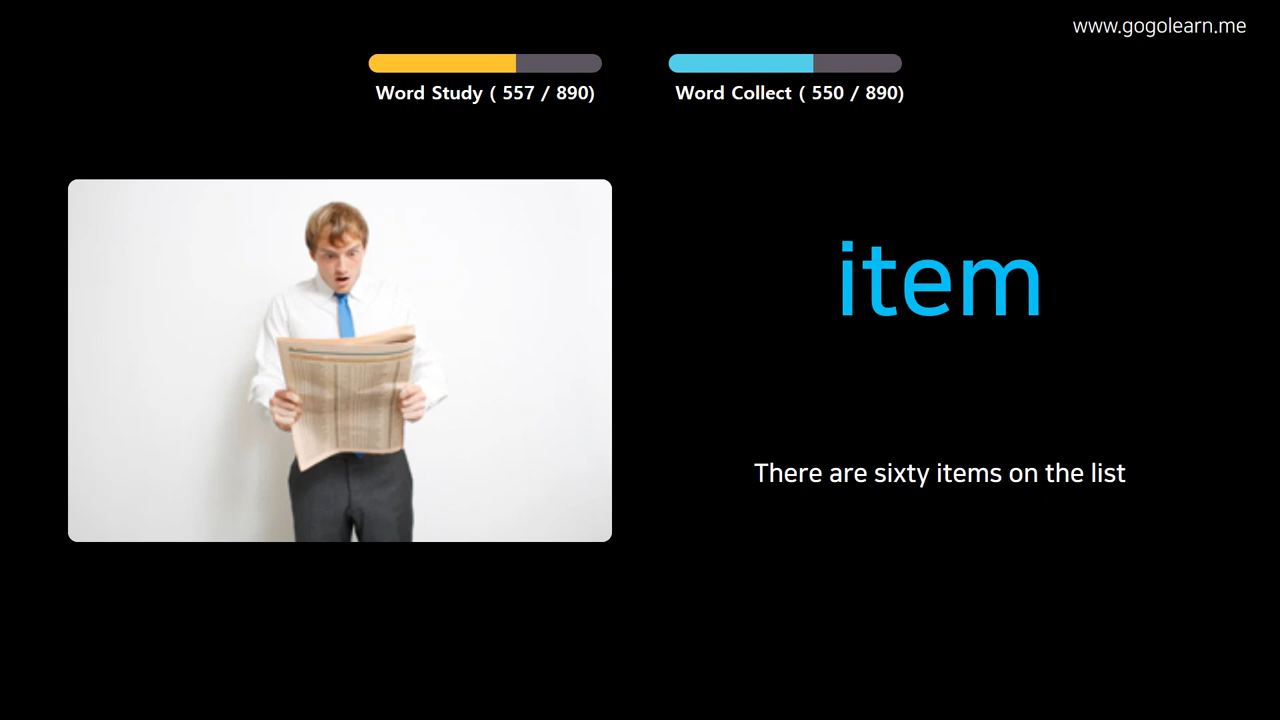 www.gogolearn.me
Word Study ( 557 / 890)
Word Collect ( 550 / 890)
item
There are sixty items on the list